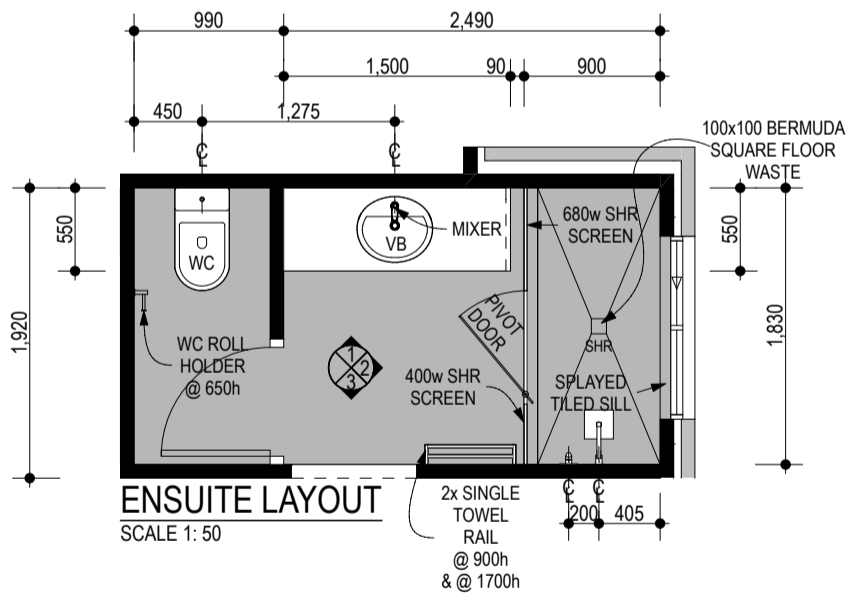 990
2,490
1,500
90
900
450
1,275
℄
℄
100x100 BERMUDA
SQUARE FLOOR
WASTE
550
1,920
WC
VB
MIXER
680w SHR
SCREEN
550
1,830
WC ROLL
HOLDER
@ 650h
1
2
3
PIVOT
DOOR
400w SHR
SCREEN
SHR
SPLAYED
TILED SILL
ENSUITE LAYOUT
SCALE 1: 50
2x SINGLE
TOWEL
RAIL
@ 900h
& @ 1700h
℄
℄
200
405